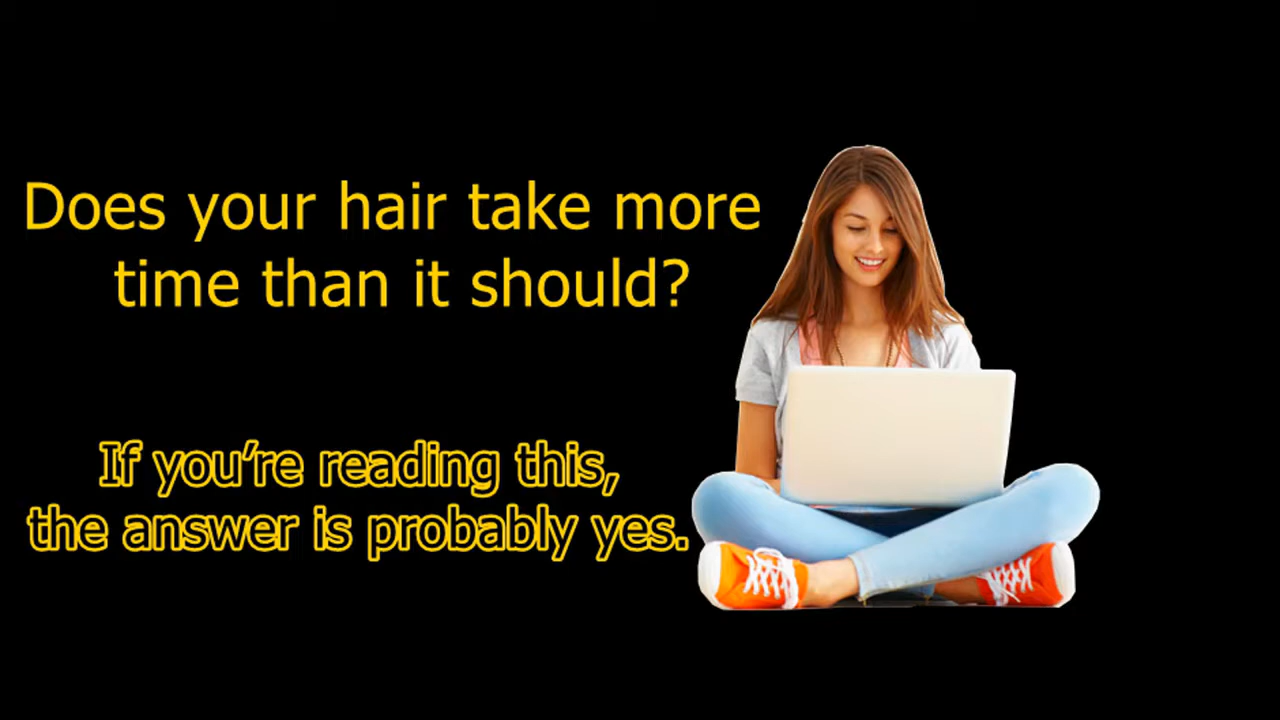 Does your hair take more
time than it should?
If you’re reading this,
the answer is probably yes.